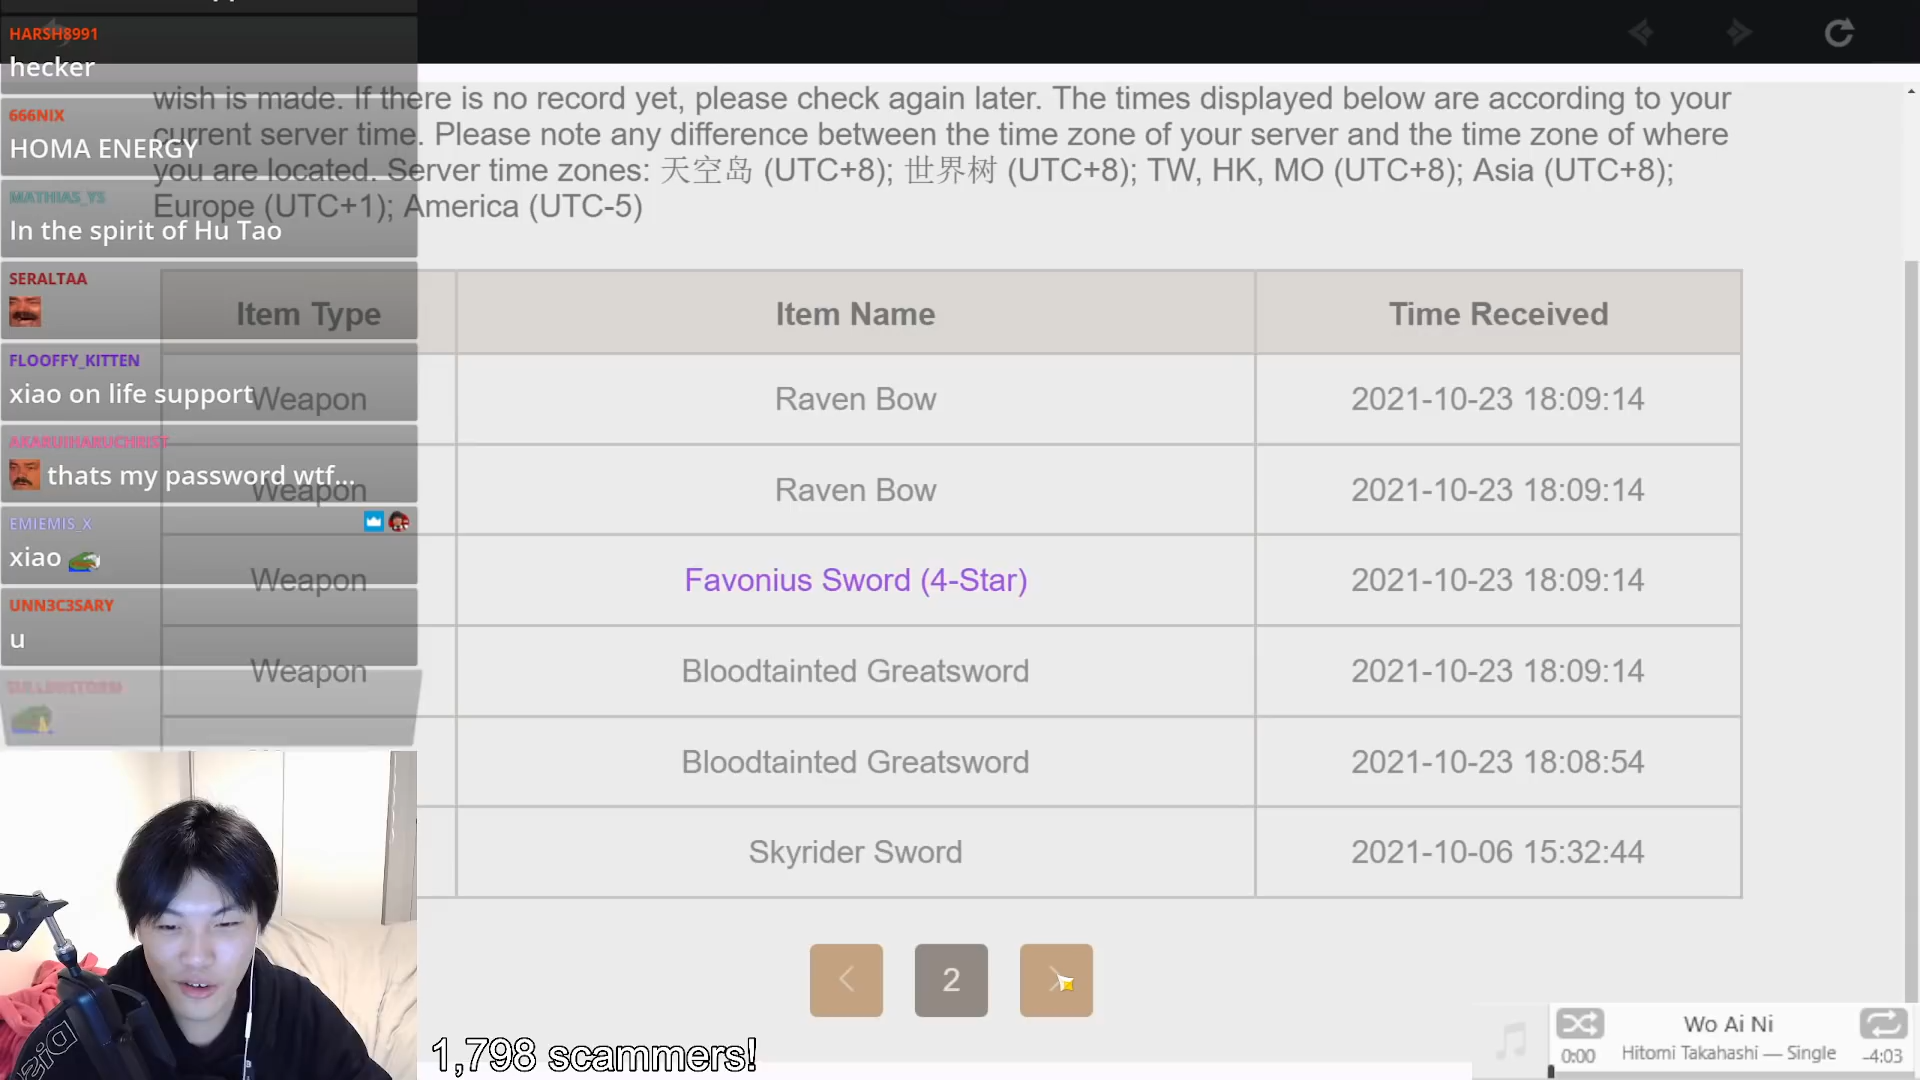 HARSH8991
hecker
666NIX
HOMA ENERGY
MATHIAS_YS
In the spirit of Hu Tao
SERALTAA
FLOOFFY_KITTEN
xiao on life support
AKARUIHARUCHRIST
thats my password wtf...
EMIEMIS_X
xiao
UNN3C3SARY
u
wish is made. If there is no record yet, please check again later. The times displayed below are according to your
current server time. Please note any difference between the time zone of your server and the time zone of where
you are located. Server time zones: 天空岛 (UTC+8); 世界树 (UTC+8); TW, HK, MO (UTC+8); Asia (UTC+8);
Europe (UTC+1); America (UTC-5)
Item Type Item Name Time Received
Weapon Raven Bow 2021-10-23 18:09:14
Weapon Raven Bow 2021-10-23 18:09:14
Weapon Favonius Sword (4-Star) 2021-10-23 18:09:14
Weapon Bloodtainted Greatsword 2021-10-23 18:09:14
Bloodtainted Greatsword 2021-10-23 18:08:54
Skyrider Sword 2021-10-06 15:32:44
2
1,798 scammers!
Wo Ai Ni
0:00 Hitomi Takahashi — Single -4:03